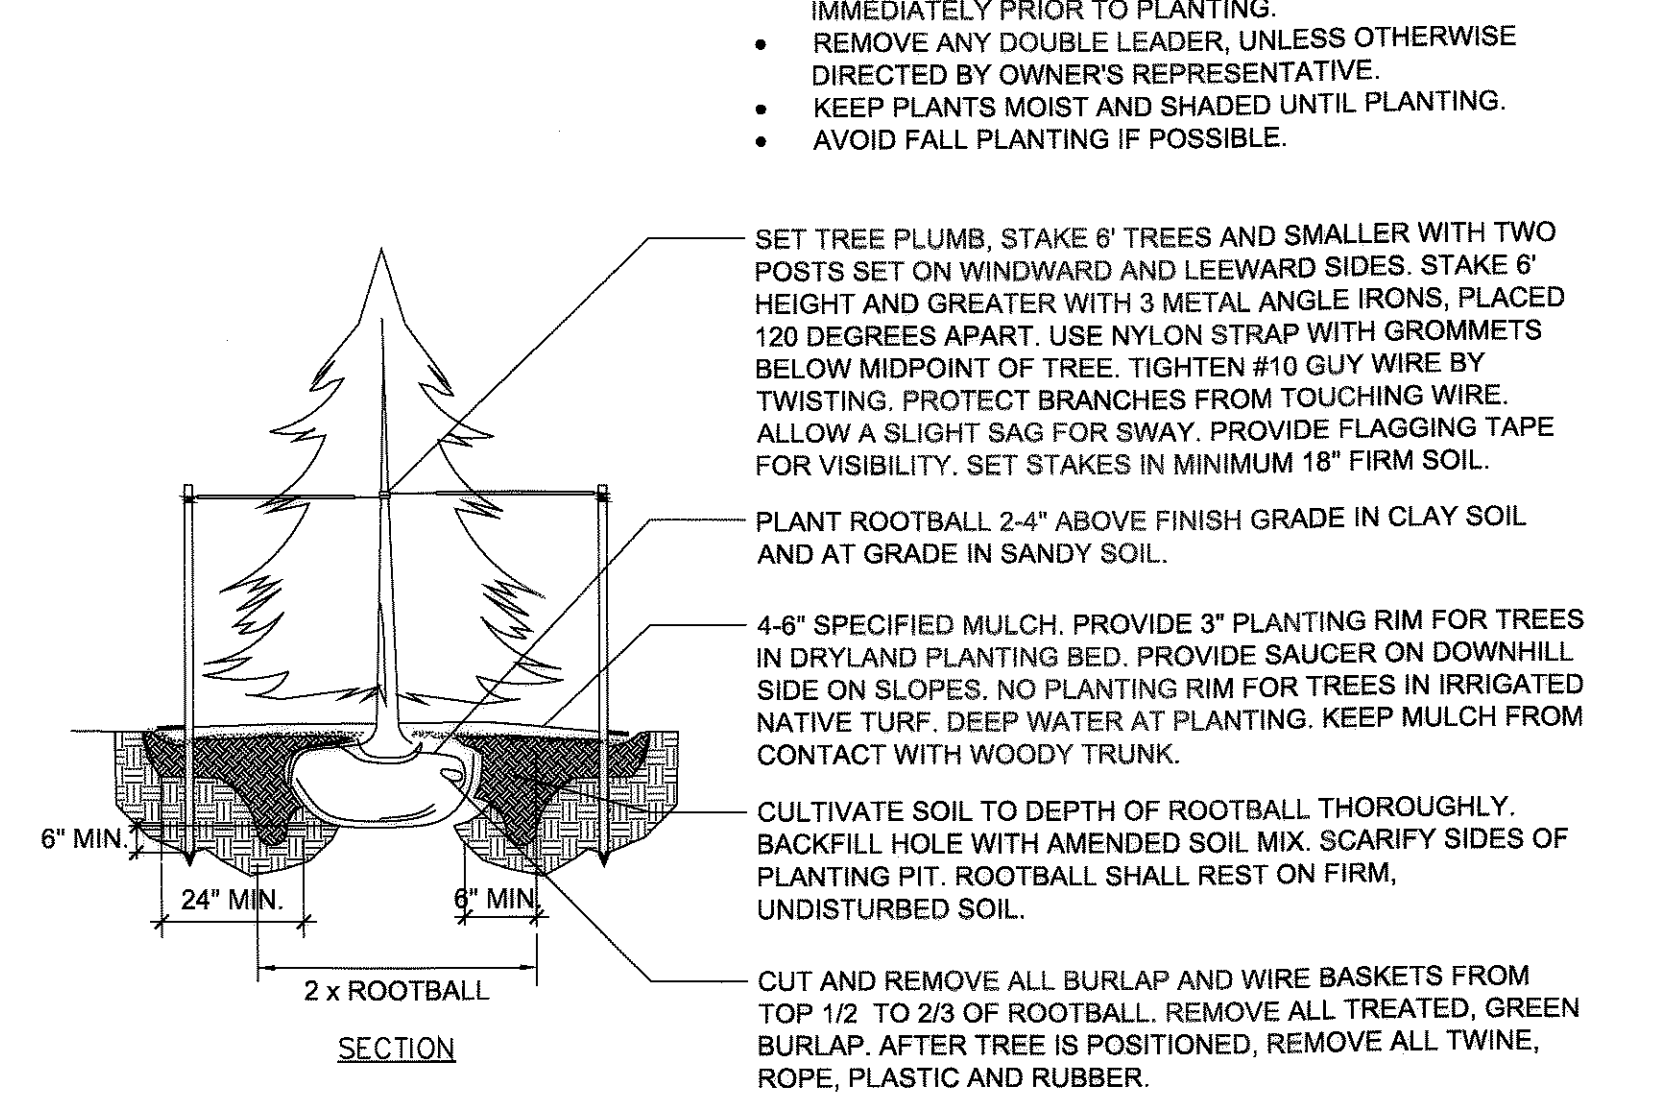 IMMEDIATELY PRIOR TO PLANTING.
• REMOVE ANY DOUBLE LEADER, UNLESS OTHERWISE
DIRECTED BY OWNER'S REPRESENTATIVE.
• KEEP PLANTS MOIST AND SHADED UNTIL PLANTING.
• AVOID FALL PLANTING IF POSSIBLE.
SET TREE PLUMB, STAKE 6' TREES AND SMALLER WITH TWO
POSTS SET ON WINDWARD AND LEEWARD SIDES. STAKE 6'
HEIGHT AND GREATER WITH 3 METAL ANGLE IRONS, PLACED
120 DEGREES APART. USE NYLON STRAP WITH GROMMETS
BELOW MIDPOINT OF TREE. TIGHTEN #10 GUY WIRE BY
TWISTING. PROTECT BRANCHES FROM TOUCHING WIRE.
ALLOW A SLIGHT SAG FOR SWAY. PROVIDE FLAGGING TAPE
FOR VISIBILITY. SET STAKES IN MINIMUM 18" FIRM SOIL.
PLANT ROOTBALL 2-4" ABOVE FINISH GRADE IN CLAY SOIL
AND AT GRADE IN SANDY SOIL.
4-6" SPECIFIED MULCH. PROVIDE 3" PLANTING RIM FOR TREES
IN DRYLAND PLANTING BED. PROVIDE SAUCER ON DOWNHILL
SIDE ON SLOPES. NO PLANTING RIM FOR TREES IN IRRIGATED
NATIVE TURF. DEEP WATER AT PLANTING. KEEP MULCH FROM
CONTACT WITH WOODY TRUNK.
CULTIVATE SOIL TO DEPTH OF ROOTBALL THOROUGHLY.
BACKFILL HOLE WITH AMENDED SOIL MIX. SCARIFY SIDES OF
PLANTING PIT. ROOTBALL SHALL REST ON FIRM,
UNDISTURBED SOIL.
CUT AND REMOVE ALL BURLAP AND WIRE BASKETS FROM
TOP 1/2 TO 2/3 OF ROOTBALL. REMOVE ALL TREATED, GREEN
BURLAP. AFTER TREE IS POSITIONED, REMOVE ALL TWINE,
ROPE, PLASTIC AND RUBBER.
6" MIN.
24" MIN.
6" MIN.
2 x ROOTBALL
SECTION